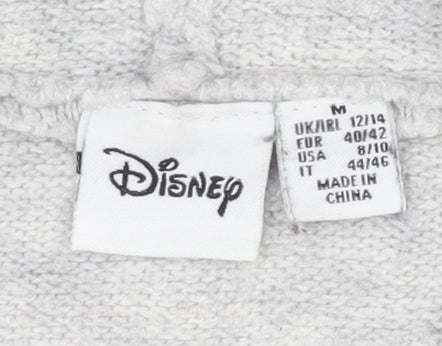 Disney
M
UK/IRL 12/14
EUR 40/42
USA 8/10
IT 44/46
MADE IN
CHINA